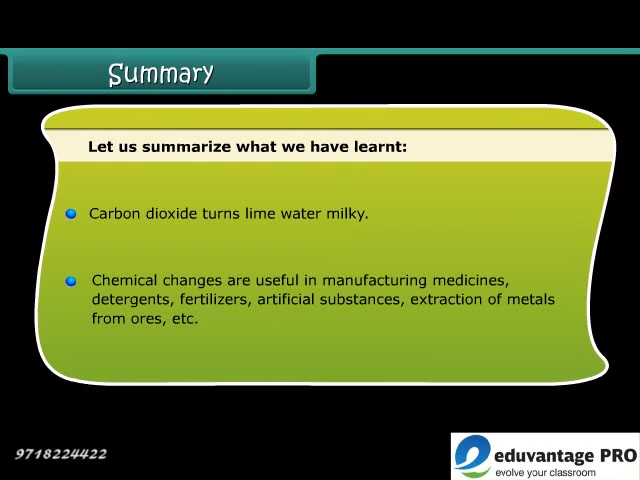 Summary
Let us summarize what we have learnt:
Carbon dioxide turns lime water milky.
Chemical changes are useful in manufacturing medicines,
detergents, fertilizers, artificial substances, extraction of metals
from ores, etc.
9718224422
eduvantage PRO
evolve your classroom